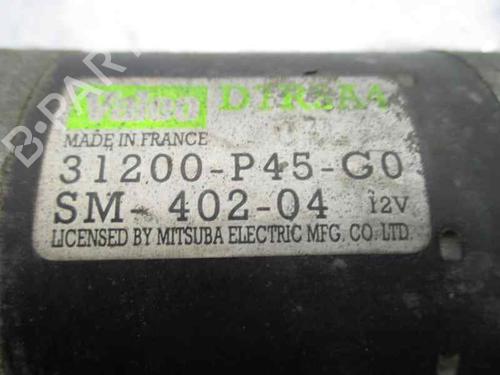 Valeo DTR3AA
MADE IN FRANCE
31200-P45-G0
SM-402-04 12V
LICENSED BY MITSUBA ELECTRIC MFG. CO. LTD.
B-PARTS